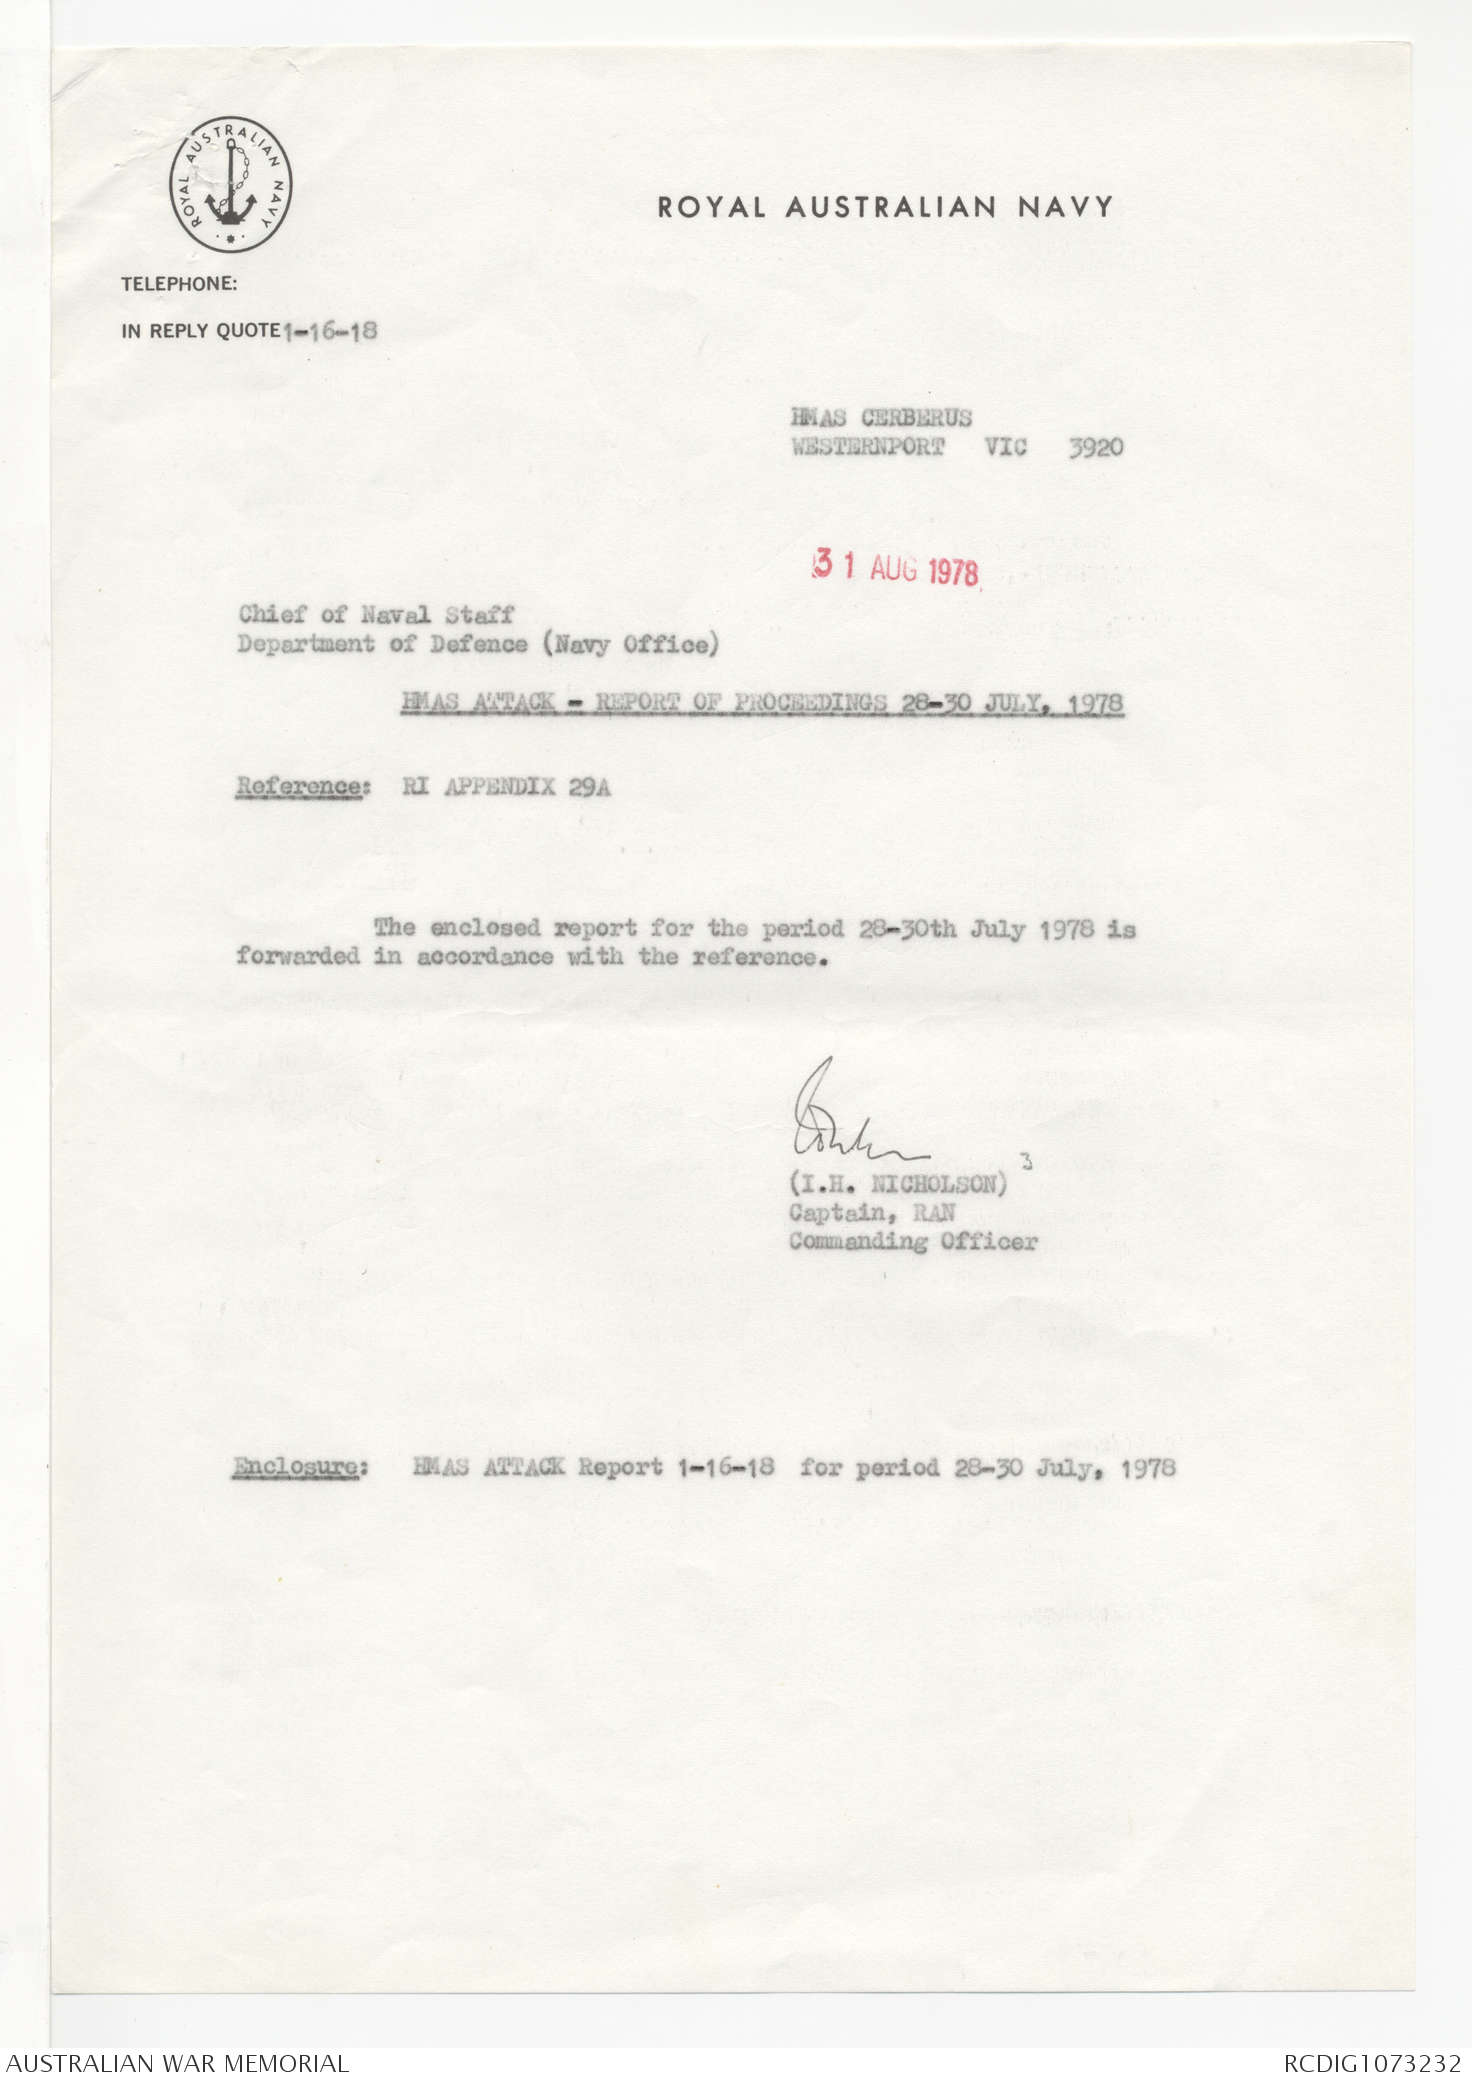 ROYAL AUSTRALIAN NAVY
ROYAL AUSTRALIAN NAVY
TELEPHONE:
IN REPLY QUOTE 1-16-18
HMAS CERBERUS
WESTERNPORT VIC 3920
31 AUG 1978
Chief of Naval Staff
Department of Defence (Navy Office)
HMAS ATTACK - REPORT OF PROCEEDINGS 28-30 JULY, 1978
Reference: RI APPENDIX 29A
The enclosed report for the period 28-30th July 1978 is
forwarded in accordance with the reference.
3
(I.H. NICHOLSON)
Captain, RAN
Commanding Officer
Enclosure: HMAS ATTACK Report 1-16-18 for period 28-30 July, 1978
AUSTRALIAN WAR MEMORIAL
RCDIG1073232